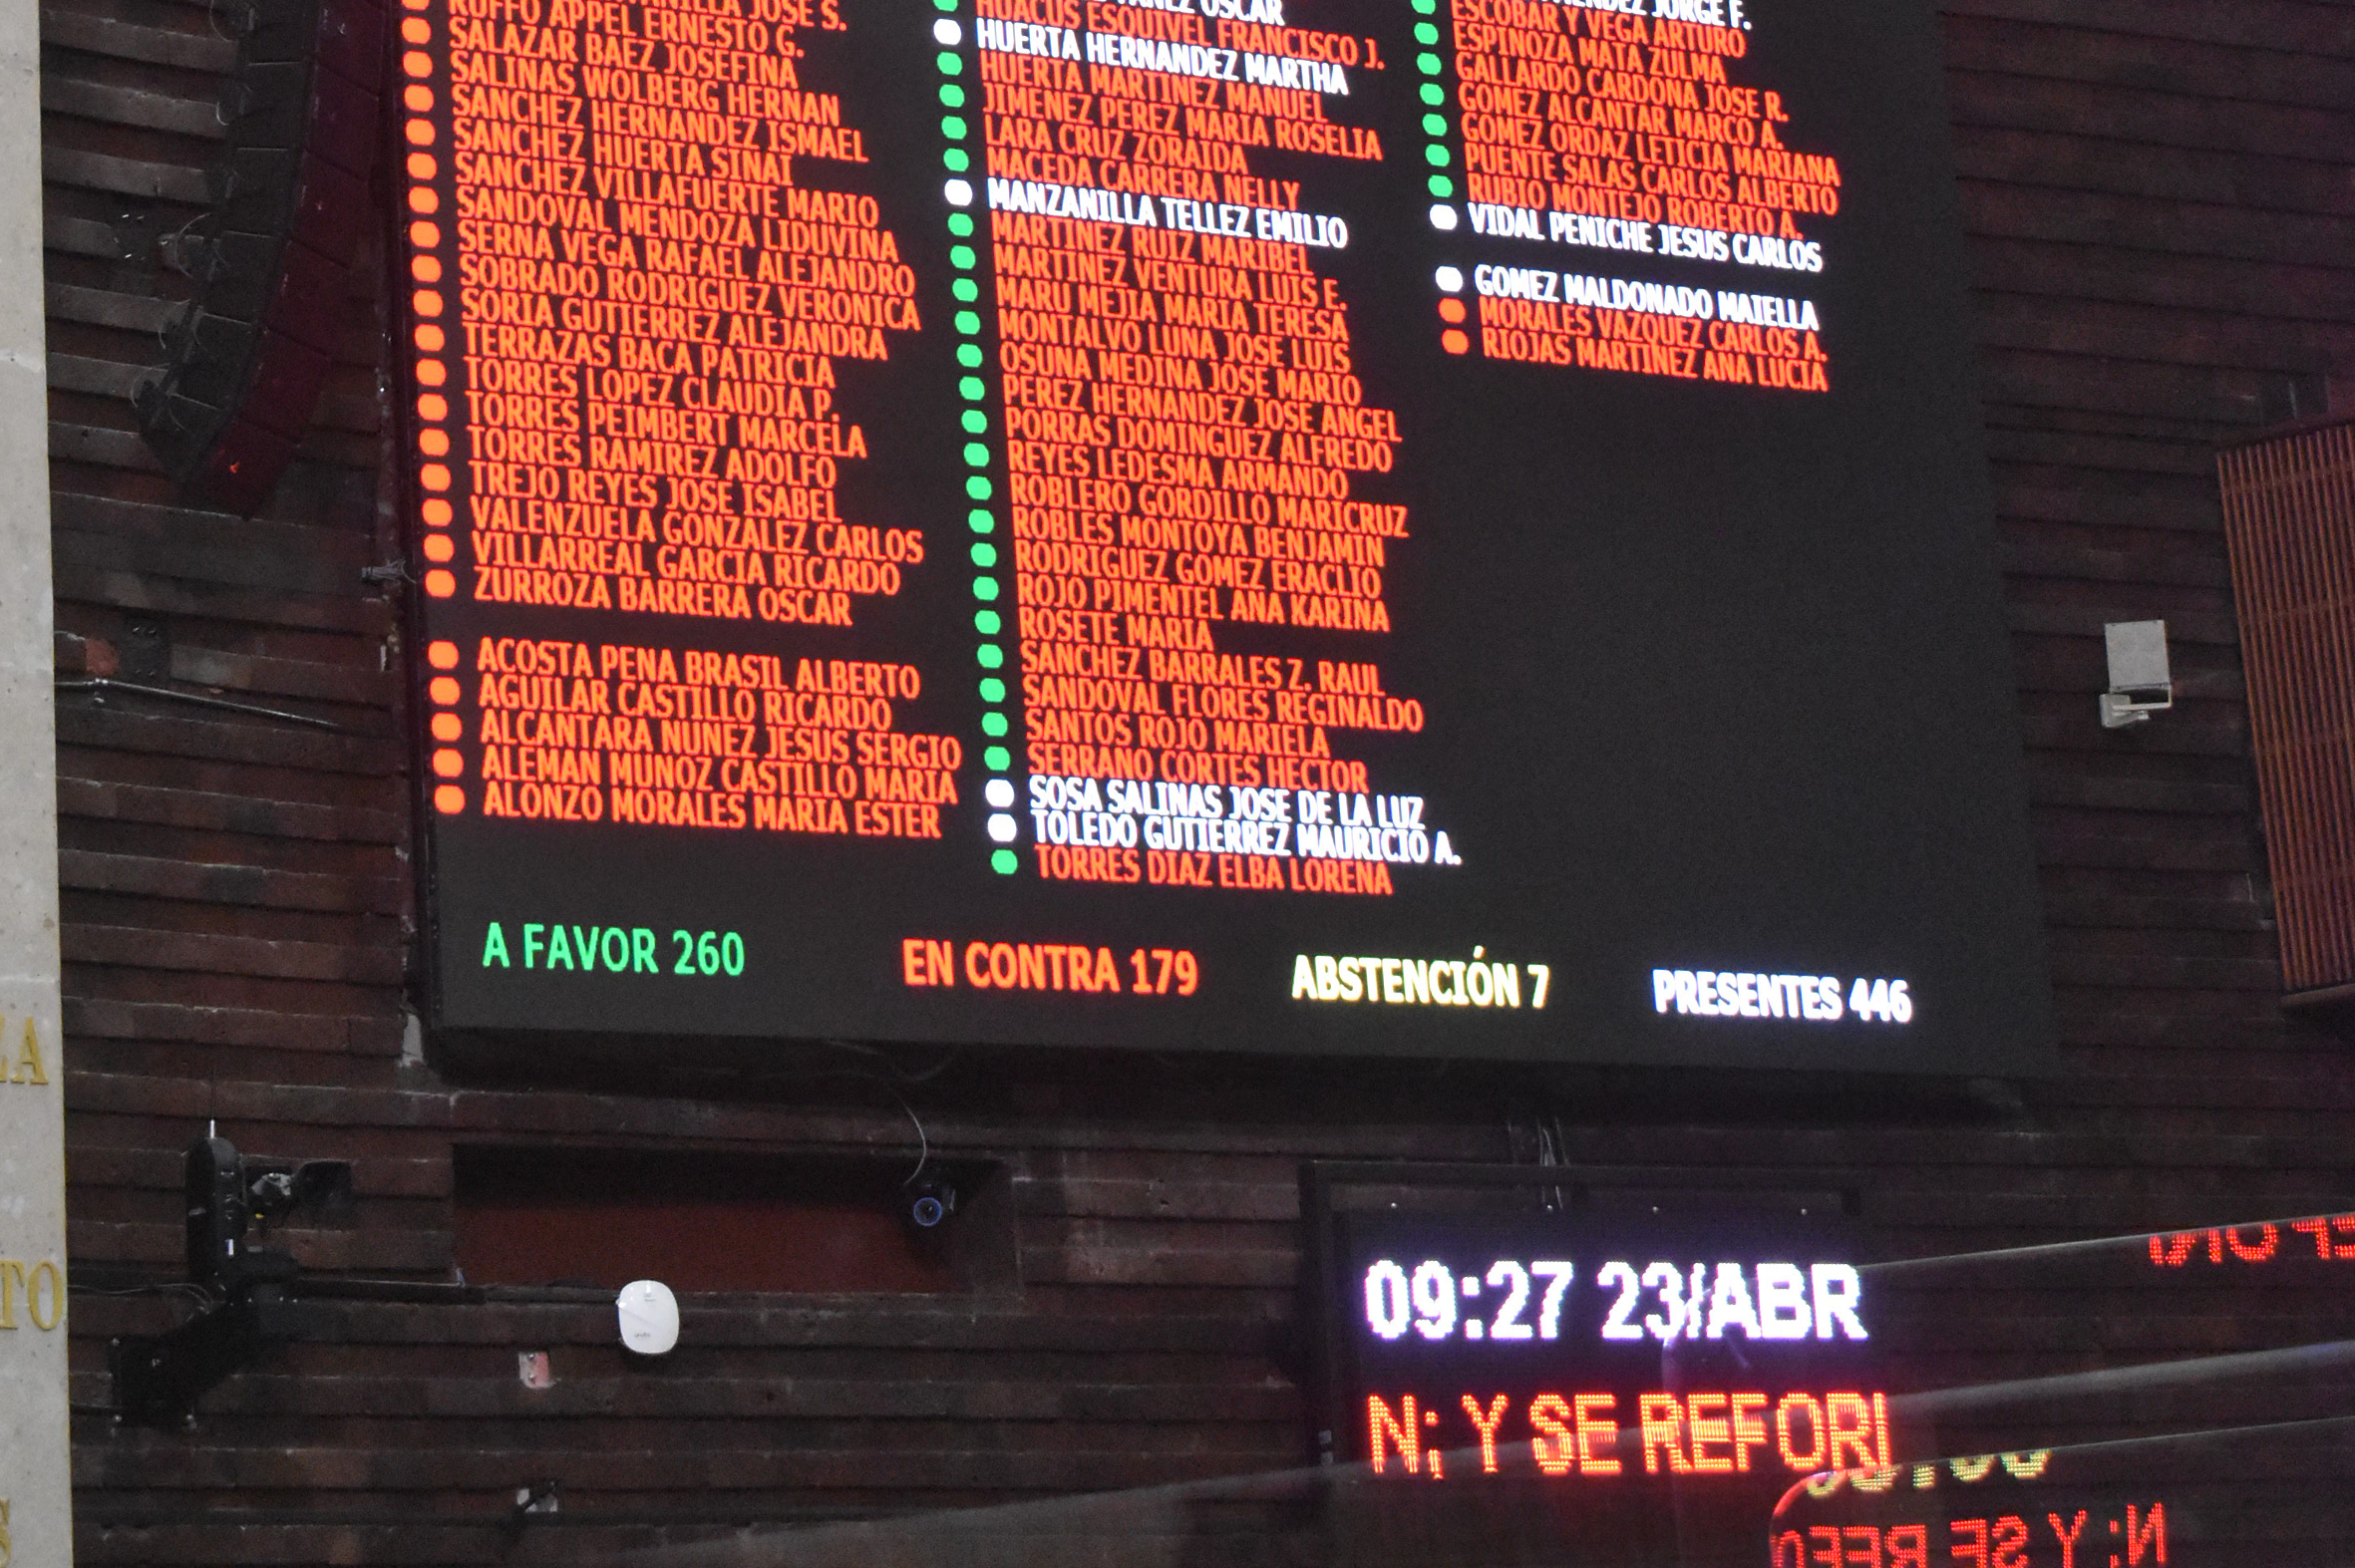 RUFFO APPEL ERNESTO G.
SALAZAR BAEZ JOSEFINA
SALINAS WOLBERG HERNAN
SANCHEZ HERNANDEZ ISMAEL
SANCHEZ HUERTA SINAI
SANCHEZ VILLAFUERTE MARIO
SANDOVAL MENDOZA LIDUVINA
SERNA VEGA RAFAEL ALEJANDRO
SOBRADO RODRIGUEZ VERONICA
SORIA GUTIERREZ ALEJANDRA
TERRAZAS BACA PATRICIA
TORRES LOPEZ CLAUDIA P.
TORRES PEIMBERT MARCELA
TORRES RAMIREZ ADOLFO
TREJO REYES JOSE ISABEL
VALENZUELA GONZALEZ CARLOS
VILLARREAL GARCIA RICARDO
ZURROZA BARRERA OSCAR
ACOSTA PENA BRASIL ALBERTO
AGUILAR CASTILLO RICARDO
ALCANTARA NUNEZ JESUS SERGIO
ALEMAN MUNOZ CASTILLO MARIA
ALONZO MORALES MARIA ESTER
OSCAR
HUACUS ESQUIVEL FRANCISCO J.
HUERTA HERNANDEZ MARTHA
HUERTA MARTINEZ MANUEL
JIMENEZ PEREZ MARIA ROSELIA
LARA CRUZ ZORAIDA
MACEDA CARRERA NELLY
MANZANILLA TELLEZ EMILIO
MARTINEZ RUIZ MARIBEL
MARTINEZ VENTURA LUIS E.
MARU MEJIA MARIA TERESA
MONTALVO LUNA JOSE LUIS
OSUNA MEDINA JOSE MARIO
PEREZ HERNANDEZ JOSE ANGEL
PORRAS DOMINGUEZ ALFREDO
REYES LEDESMA ARMANDO
ROBLERO GORDILLO MARICRUZ
ROBLES MONTOYA BENJAMIN
RODRIGUEZ GOMEZ ERACLIO
ROJO PIMENTEL ANA KARINA
ROSETE MARIA
SANCHEZ BARRALES Z. RAUL
SANDOVAL FLORES REGINALDO
SANTOS ROJO MARIELA
SERRANO CORTES HECTOR
SOSA SALINAS JOSE DE LA LUZ
TOLEDO GUTIERREZ MAURICIO A.
TORRES DIAZ ELBA LORENA
JORGE F.
ESCOBAR Y VEGA ARTURO
ESPINOZA MATA ZULMA
GALLARDO CARDONA JOSE R.
GOMEZ ALCANTAR MARCO A.
GOMEZ ORDAZ LETICIA MARIANA
PUENTE SALAS CARLOS ALBERTO
RUBIO MONTEJO ROBERTO A.
VIDAL PENICHE JESUS CARLOS
GOMEZ MALDONADO MAIELLA
MORALES VAZQUEZ CARLOS A.
RIOJAS MARTINEZ ANA LUCIA
A FAVOR 260 EN CONTRA 179 ABSTENCIÓN 7 PRESENTES 446
09:27 23/ABR
N; Y SE REFOR